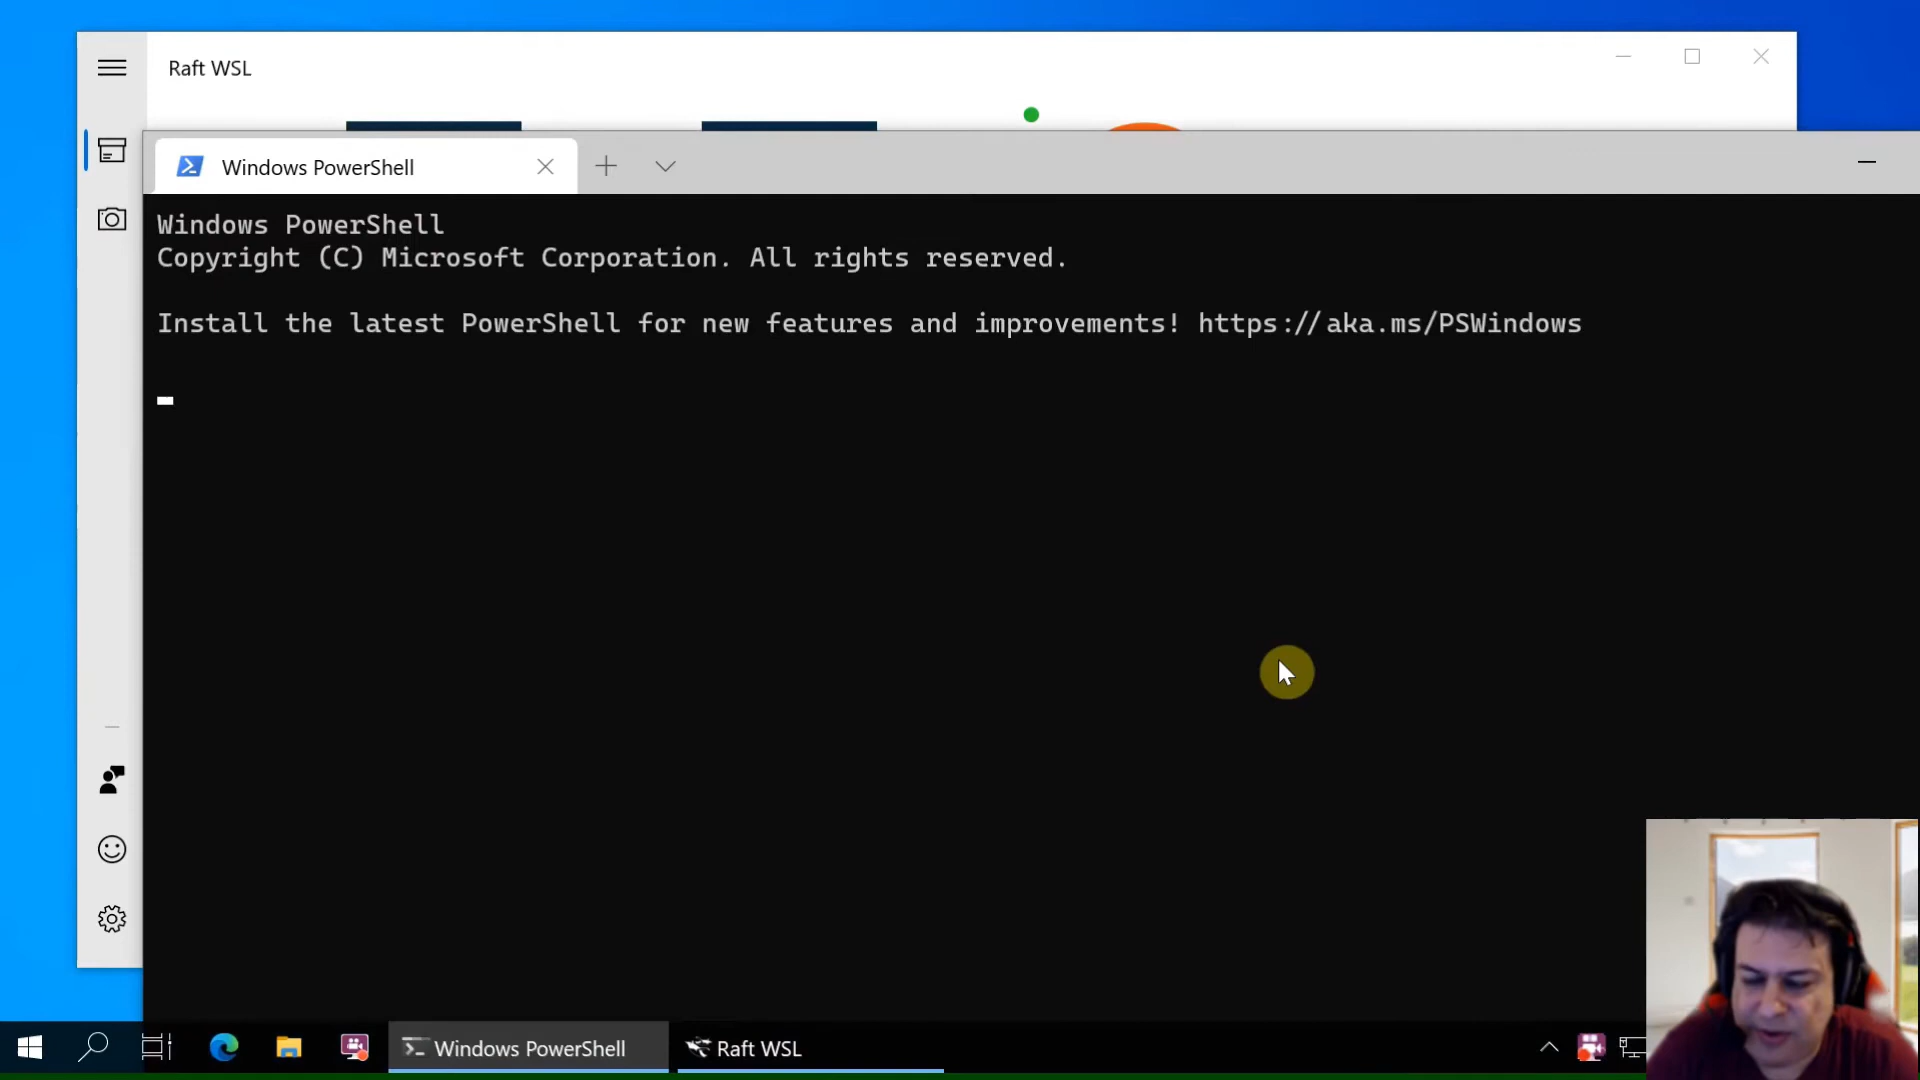 Raft WSL
Windows PowerShell
Windows PowerShell
Copyright (C) Microsoft Corporation. All rights reserved.
Install the latest PowerShell for new features and improvements! https://aka.ms/PSWindows
Windows PowerShell
Raft WSL